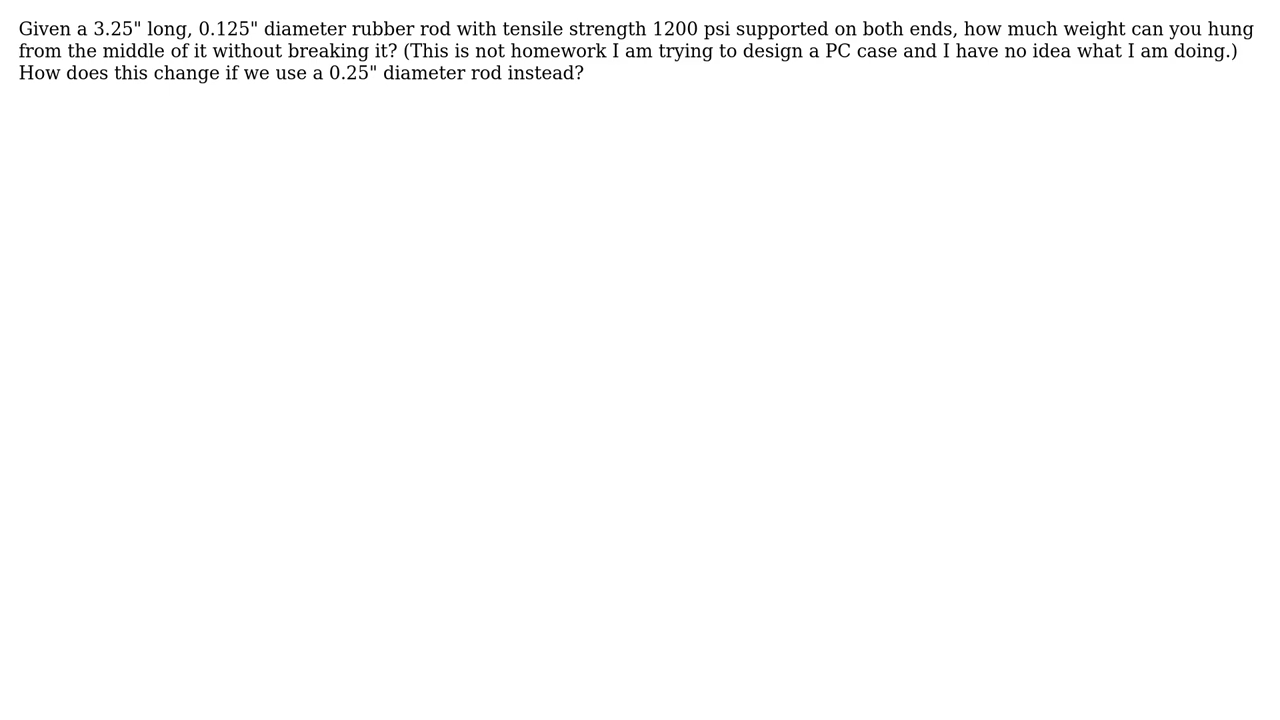 Given a 3.25" long, 0.125" diameter rubber rod with tensile strength 1200 psi supported on both ends, how much weight can you hung
from the middle of it without breaking it? (This is not homework I am trying to design a PC case and I have no idea what I am doing.)
How does this change if we use a 0.25" diameter rod instead?